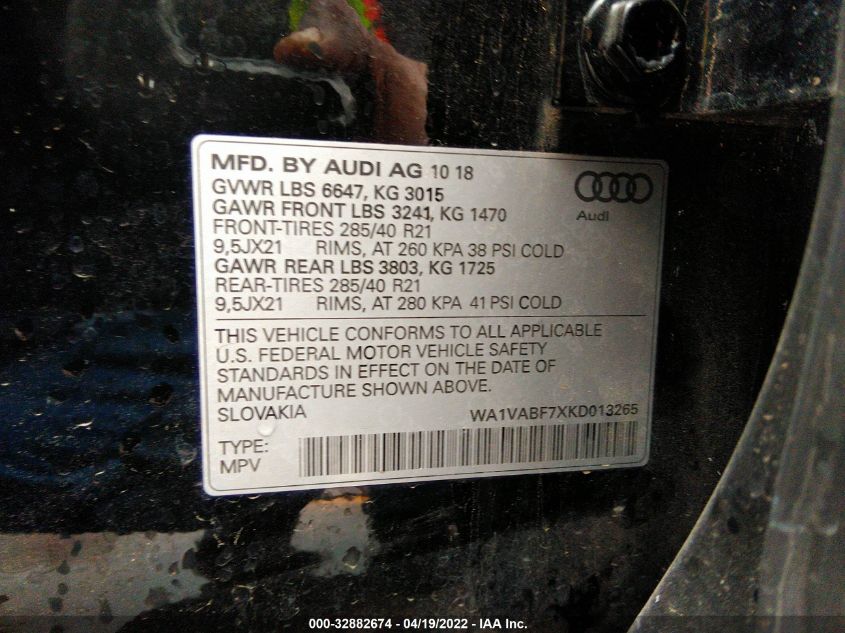 MFD. BY AUDI AG 10 18
GVWR LBS 6647, KG 3015
GAWR FRONT LBS 3241, KG 1470
FRONT-TIRES 285/40 R21
9,5JX21 RIMS, AT 260 KPA 38 PSI COLD
GAWR REAR LBS 3803, KG 1725
REAR-TIRES 285/40 R21
9,5JX21 RIMS, AT 280 KPA 41 PSI COLD
Audi
THIS VEHICLE CONFORMS TO ALL APPLICABLE
U.S. FEDERAL MOTOR VEHICLE SAFETY
STANDARDS IN EFFECT ON THE DATE OF
MANUFACTURE SHOWN ABOVE.
SLOVAKIA WA1VABF7XKD013265
TYPE:
MPV
000-32882674 - 04/19/2022 - IAA Inc.